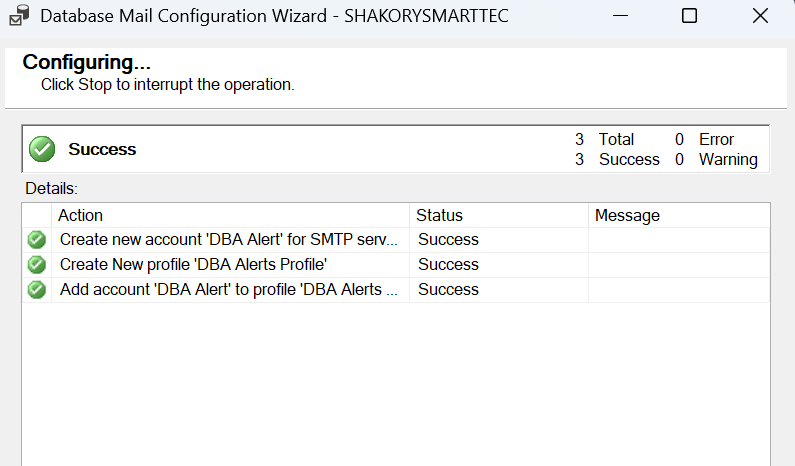 Database Mail Configuration Wizard - SHAKORYSMARTTEC
Configuring...
Click Stop to interrupt the operation.
Success
3 Total 0 Error
3 Success 0 Warning
Details:
Action Status Message
Create new account 'DBA Alert' for SMTP serv... Success
Create New profile 'DBA Alerts Profile' Success
Add account 'DBA Alert' to profile 'DBA Alerts ... Success